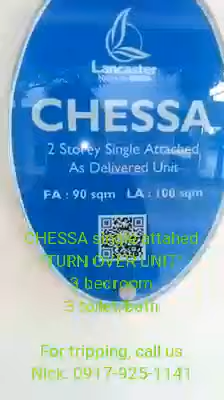 Lancaster
CHESSA
2 Storey Single Attached
As Delivered Unit
FA : 90 sqm LA : 100 sqm
CHESSA single attahed
"TURN OVER UNIT"
3 bedroom
3 toilet/bath
For tripping, call us
Nick. 0917-925-1141